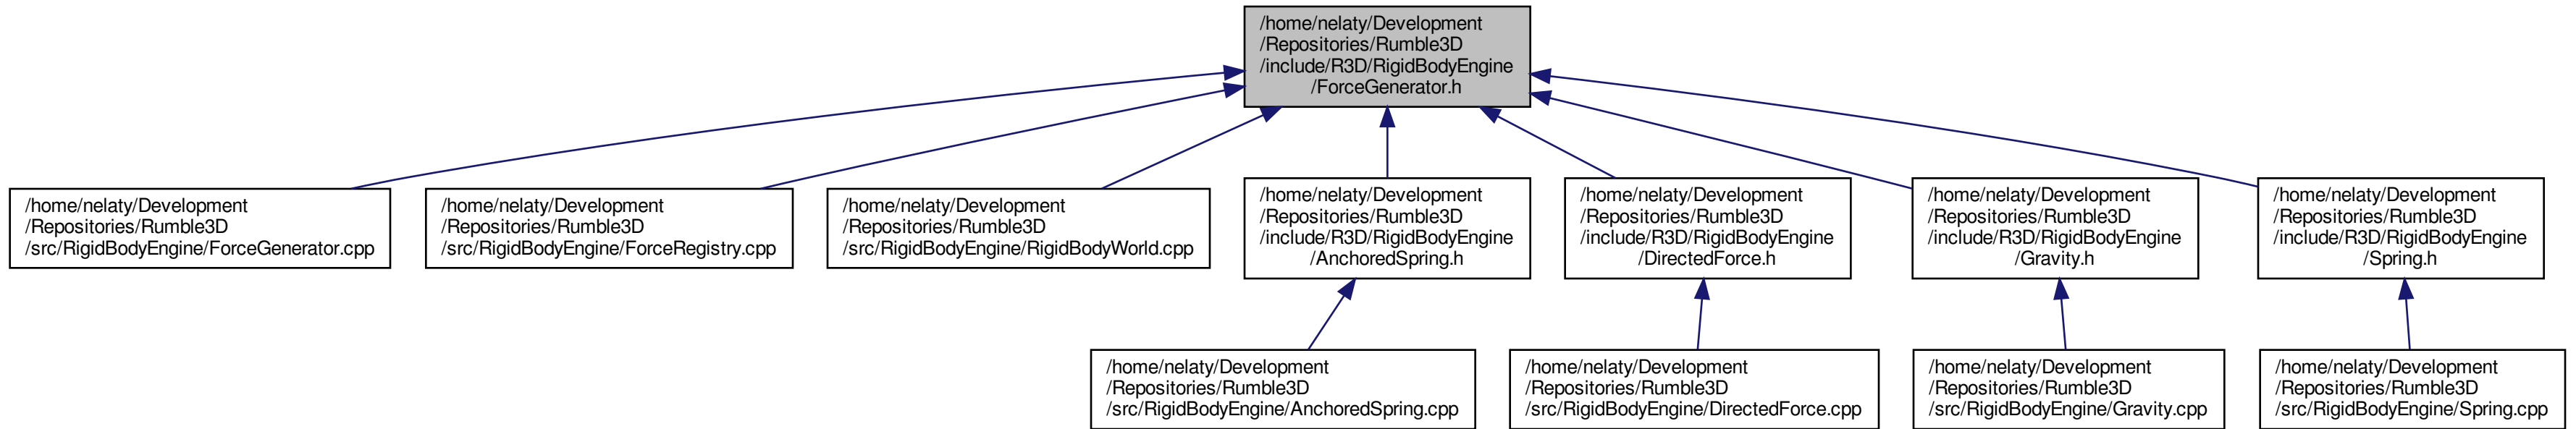 /home/nelaty/Development
/Repositories/Rumble3D
/include/R3D/RigidBodyEngine
/ForceGenerator.h
/home/nelaty/Development
/Repositories/Rumble3D
/src/RigidBodyEngine/ForceGenerator.cpp
/home/nelaty/Development
/Repositories/Rumble3D
/src/RigidBodyEngine/ForceRegistry.cpp
/home/nelaty/Development
/Repositories/Rumble3D
/src/RigidBodyEngine/RigidBodyWorld.cpp
/home/nelaty/Development
/Repositories/Rumble3D
/include/R3D/RigidBodyEngine
/AnchoredSpring.h
/home/nelaty/Development
/Repositories/Rumble3D
/include/R3D/RigidBodyEngine
/DirectedForce.h
/home/nelaty/Development
/Repositories/Rumble3D
/include/R3D/RigidBodyEngine
/Gravity.h
/home/nelaty/Development
/Repositories/Rumble3D
/include/R3D/RigidBodyEngine
/Spring.h
/home/nelaty/Development
/Repositories/Rumble3D
/src/RigidBodyEngine/AnchoredSpring.cpp
/home/nelaty/Development
/Repositories/Rumble3D
/src/RigidBodyEngine/DirectedForce.cpp
/home/nelaty/Development
/Repositories/Rumble3D
/src/RigidBodyEngine/Gravity.cpp
/home/nelaty/Development
/Repositories/Rumble3D
/src/RigidBodyEngine/Spring.cpp